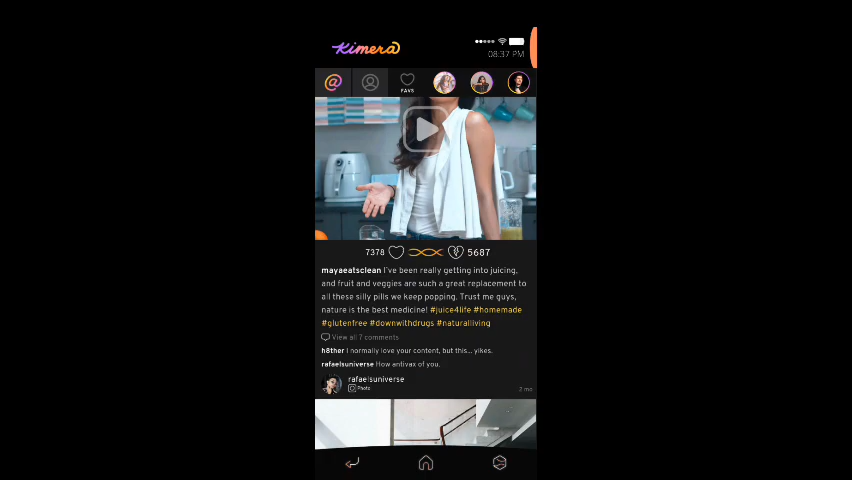 Kimera
08:37 PM
@
FAVS
7378 5687
mayaeatsclean I've been really getting into juicing,
and fruit and veggies are such a great replacement to
all these silly pills we keep popping. Trust me guys,
nature is the best medicine! #juice4life #homemade
#glutenfree #downwithdrugs #naturalliving
View all 7 comments
h8ther I normally love your content, but this... yikes.
rafaelsuniverse How antivax of you.
rafaelsuniverse
Photo
2 mo